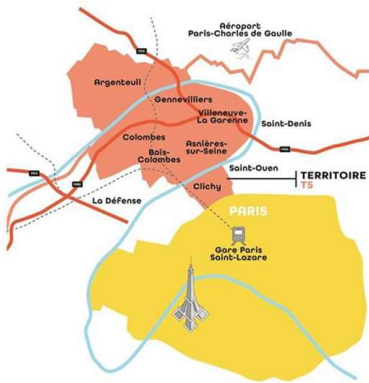 Aéroport
Paris-Charles de Gaulle
Argenteuil
Gennevilliers
Villeneuve-
La Garenne
Saint-Denis
Colombes
Asnières-
sur-Seine
Bois-
Colombes
Saint-Ouen
TERRITOIRE
T5
Clichy
La Défense
PARIS
Gare Paris
Saint-Lazare